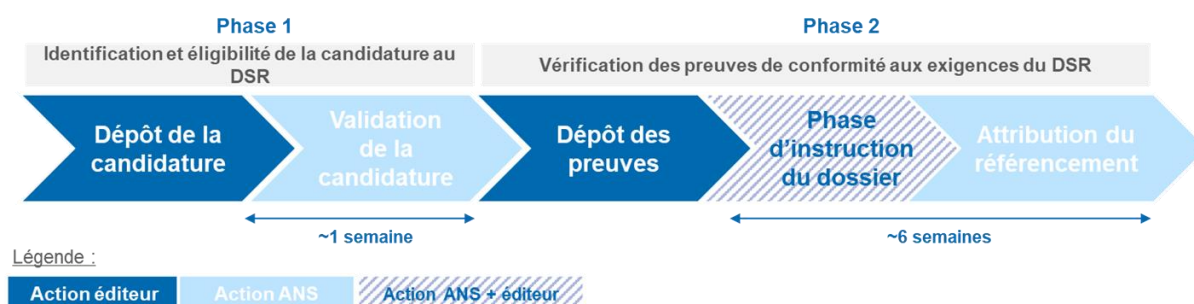 Phase 1
Phase 2
Identification et éligibilité de la candidature au
DSR
Vérification des preuves de conformité aux exigences du DSR
Dépôt de la
candidature
Validation
de la
candidature
Dépôt des
preuves
Phase
d'instruction
du dossier
Attribution du
référencement
~1 semaine
~6 semaines
Légende :
Action éditeur
Action ANS
Action ANS + éditeur